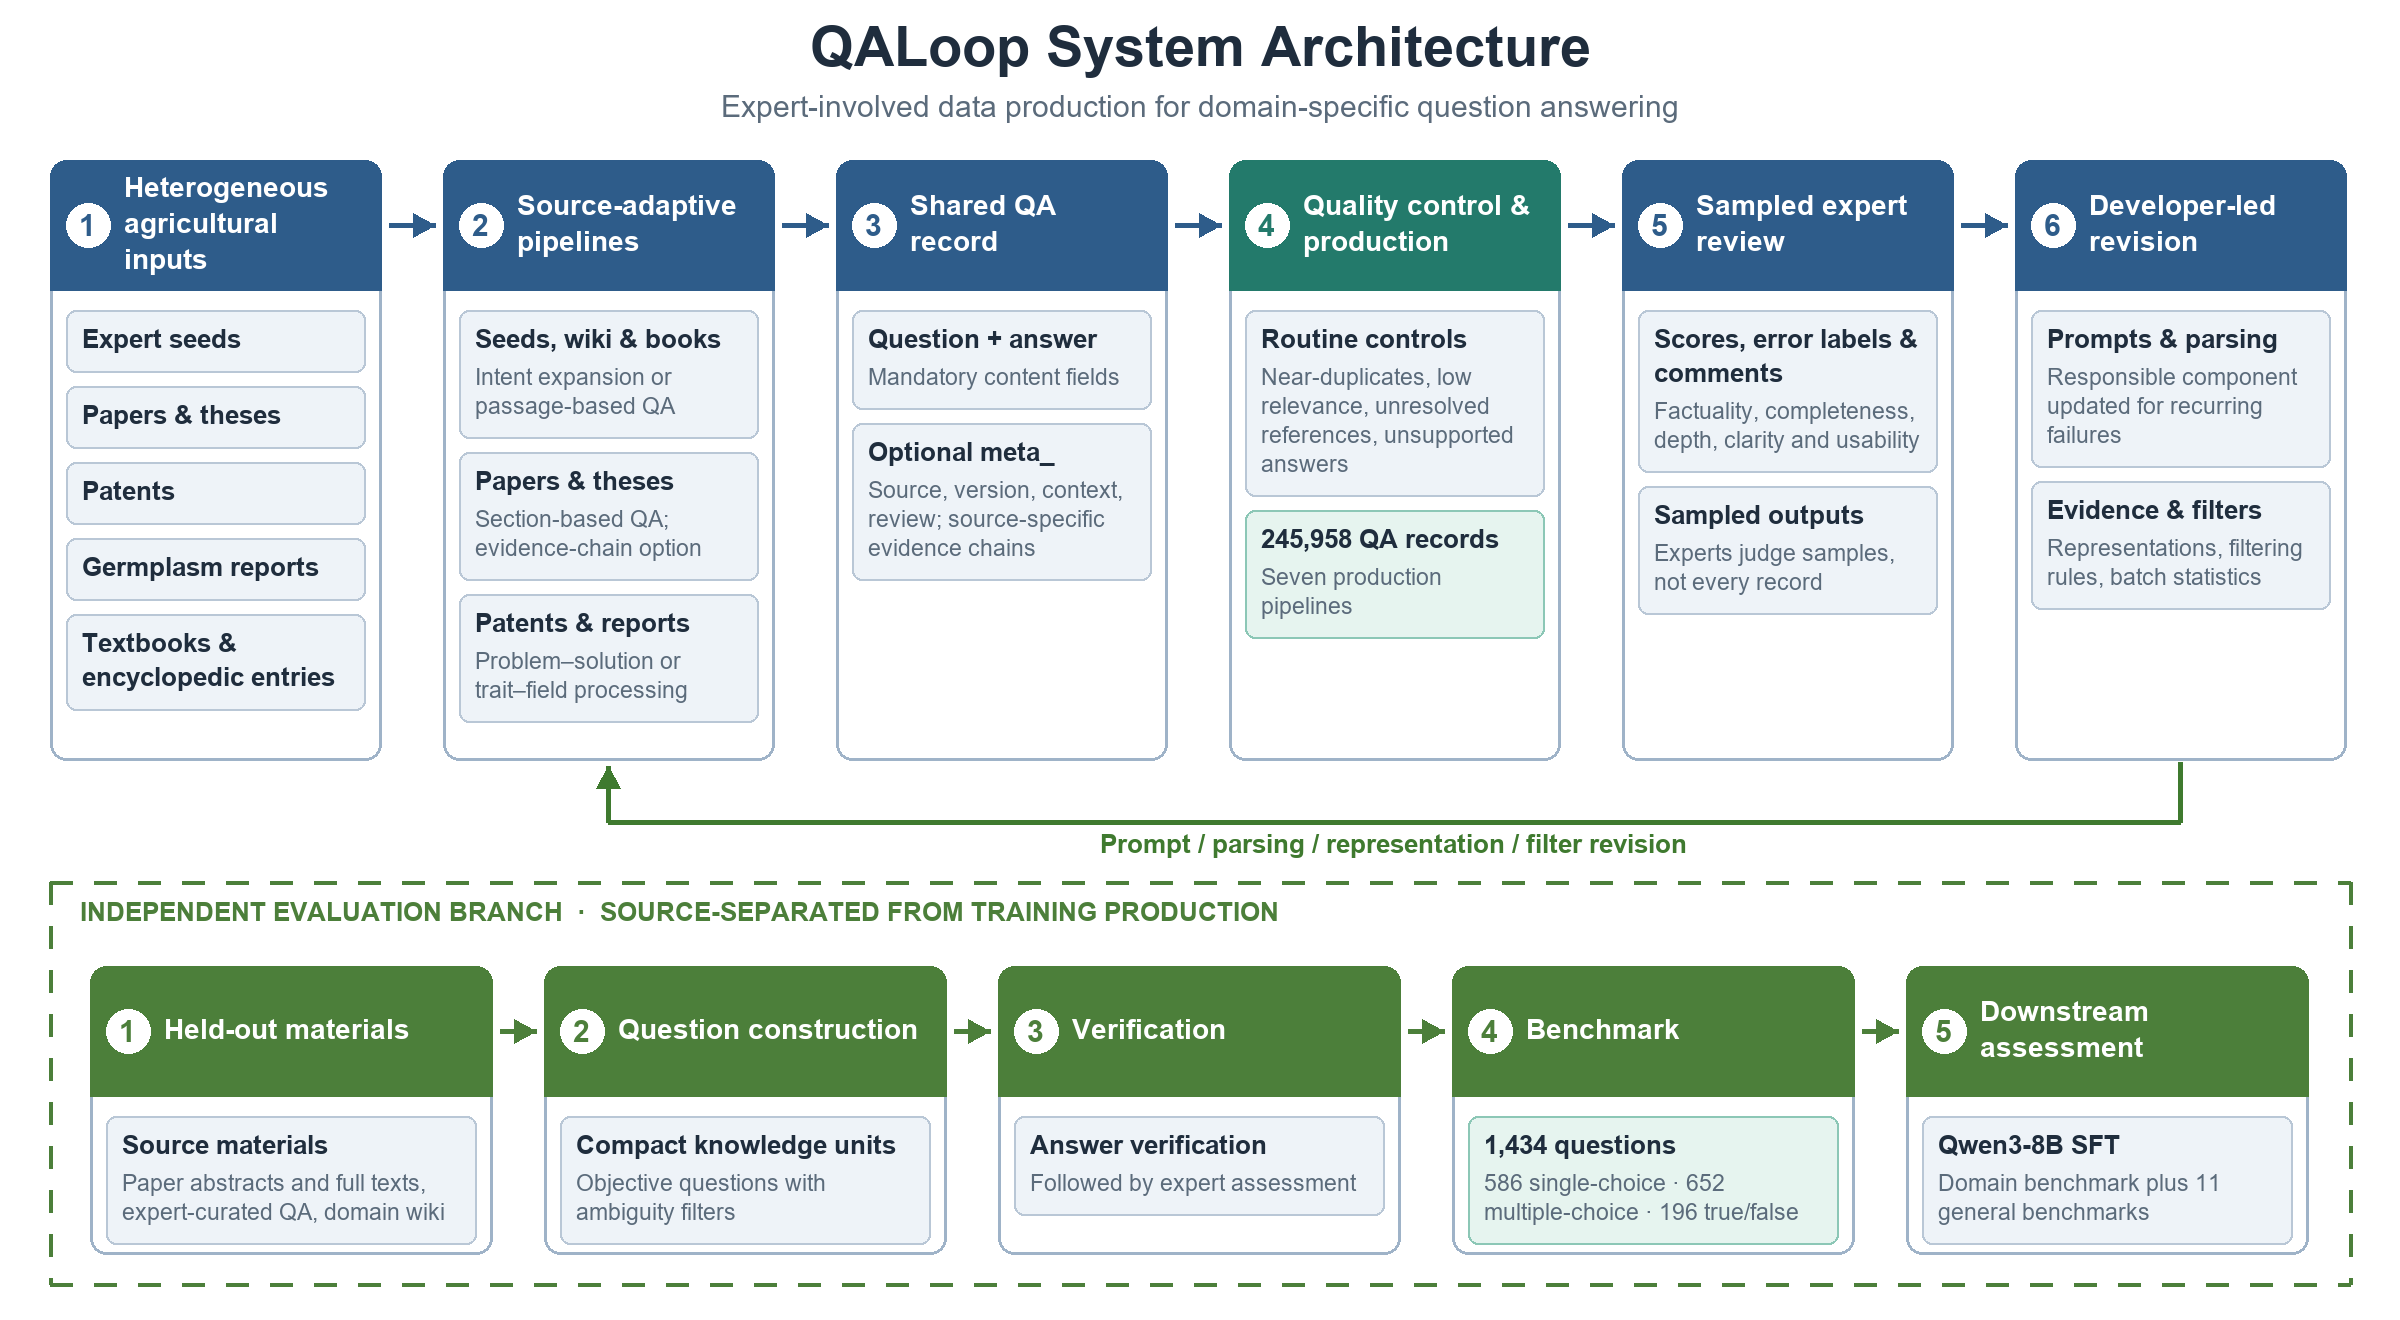 QALoop System Architecture
Expert-involved data production for domain-specific question answering
1
Heterogeneous
agricultural
inputs
Expert seeds
Papers & theses
Patents
Germplasm reports
Textbooks &
encyclopedic entries
2
Source-adaptive
pipelines
Seeds, wiki & books
Intent expansion or
passage-based QA
Papers & theses
Section-based QA;
evidence-chain option
Patents & reports
Problem–solution or
trait–field processing
3
Shared QA
record
Question + answer
Mandatory content fields
Optional meta_
Source, version, context,
review; source-specific
evidence chains
4
Quality control &
production
Routine controls
Near-duplicates, low
relevance, unresolved
references, unsupported
answers
245,958 QA records
Seven production
pipelines
5
Sampled expert
review
Scores, error labels &
comments
Factuality, completeness,
depth, clarity and usability
Sampled outputs
Experts judge samples,
not every record
6
Developer-led
revision
Prompts & parsing
Responsible component
updated for recurring
failures
Evidence & filters
Representations, filtering
rules, batch statistics
Prompt / parsing / representation / filter revision
INDEPENDENT EVALUATION BRANCH · SOURCE-SEPARATED FROM TRAINING PRODUCTION
1
Held-out materials
Source materials
Paper abstracts and full texts,
expert-curated QA, domain wiki
2
Question construction
Compact knowledge units
Objective questions with
ambiguity filters
3
Verification
Answer verification
Followed by expert assessment
4
Benchmark
1,434 questions
586 single-choice · 652
multiple-choice · 196 true/false
5
Downstream
assessment
Qwen3-8B SFT
Domain benchmark plus 11
general benchmarks